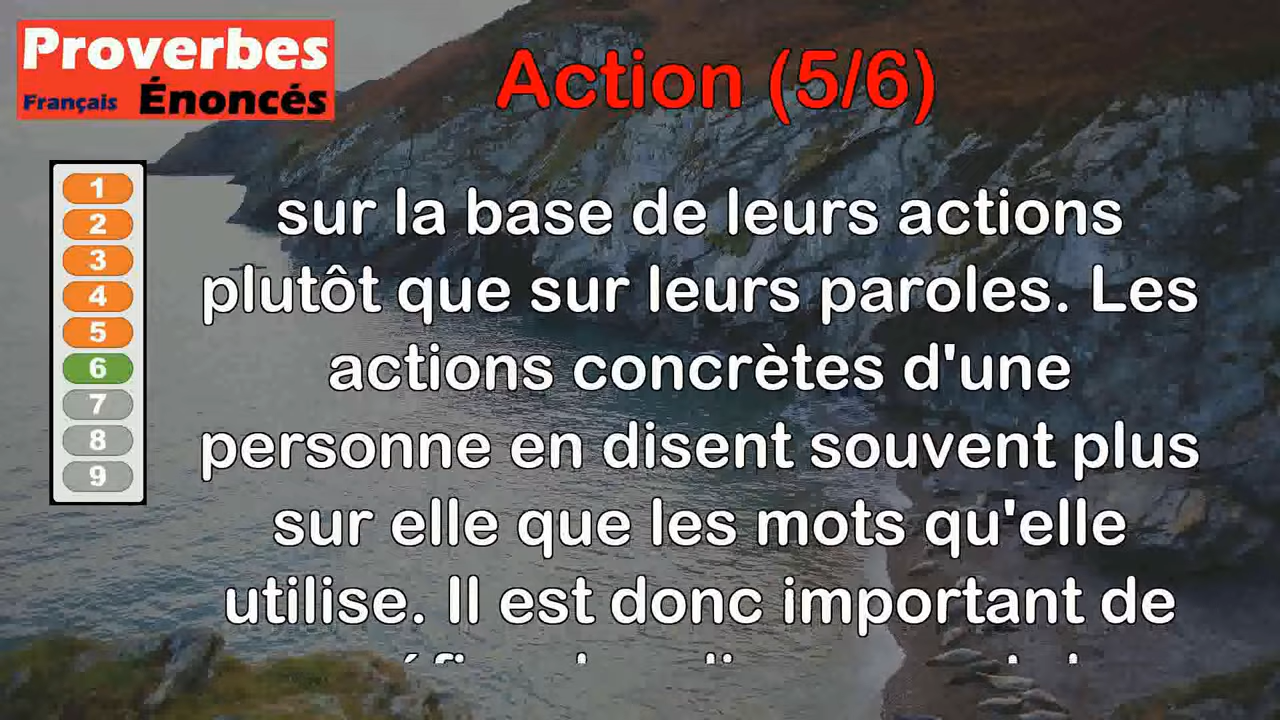 Proverbes
Français Énoncés
Action (5/6)
1
2
3
4
5
6
7
8
9
sur la base de leurs actions
plutôt que sur leurs paroles. Les
actions concrètes d'une
personne en disent souvent plus
sur elle que les mots qu'elle
utilise. Il est donc important de